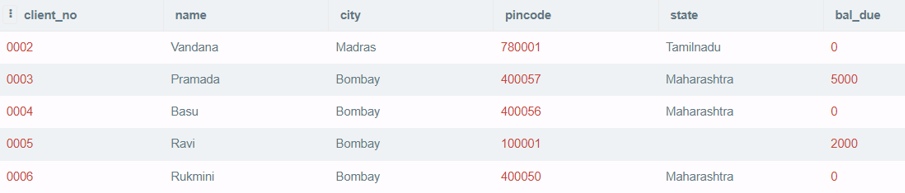 client_no name city pincode state bal_due
0002 Vandana Madras 780001 Tamilnadu 0
0003 Pramada Bombay 400057 Maharashtra 5000
0004 Basu Bombay 400056 Maharashtra 0
0005 Ravi Bombay 100001 2000
0006 Rukmini Bombay 400050 Maharashtra 0